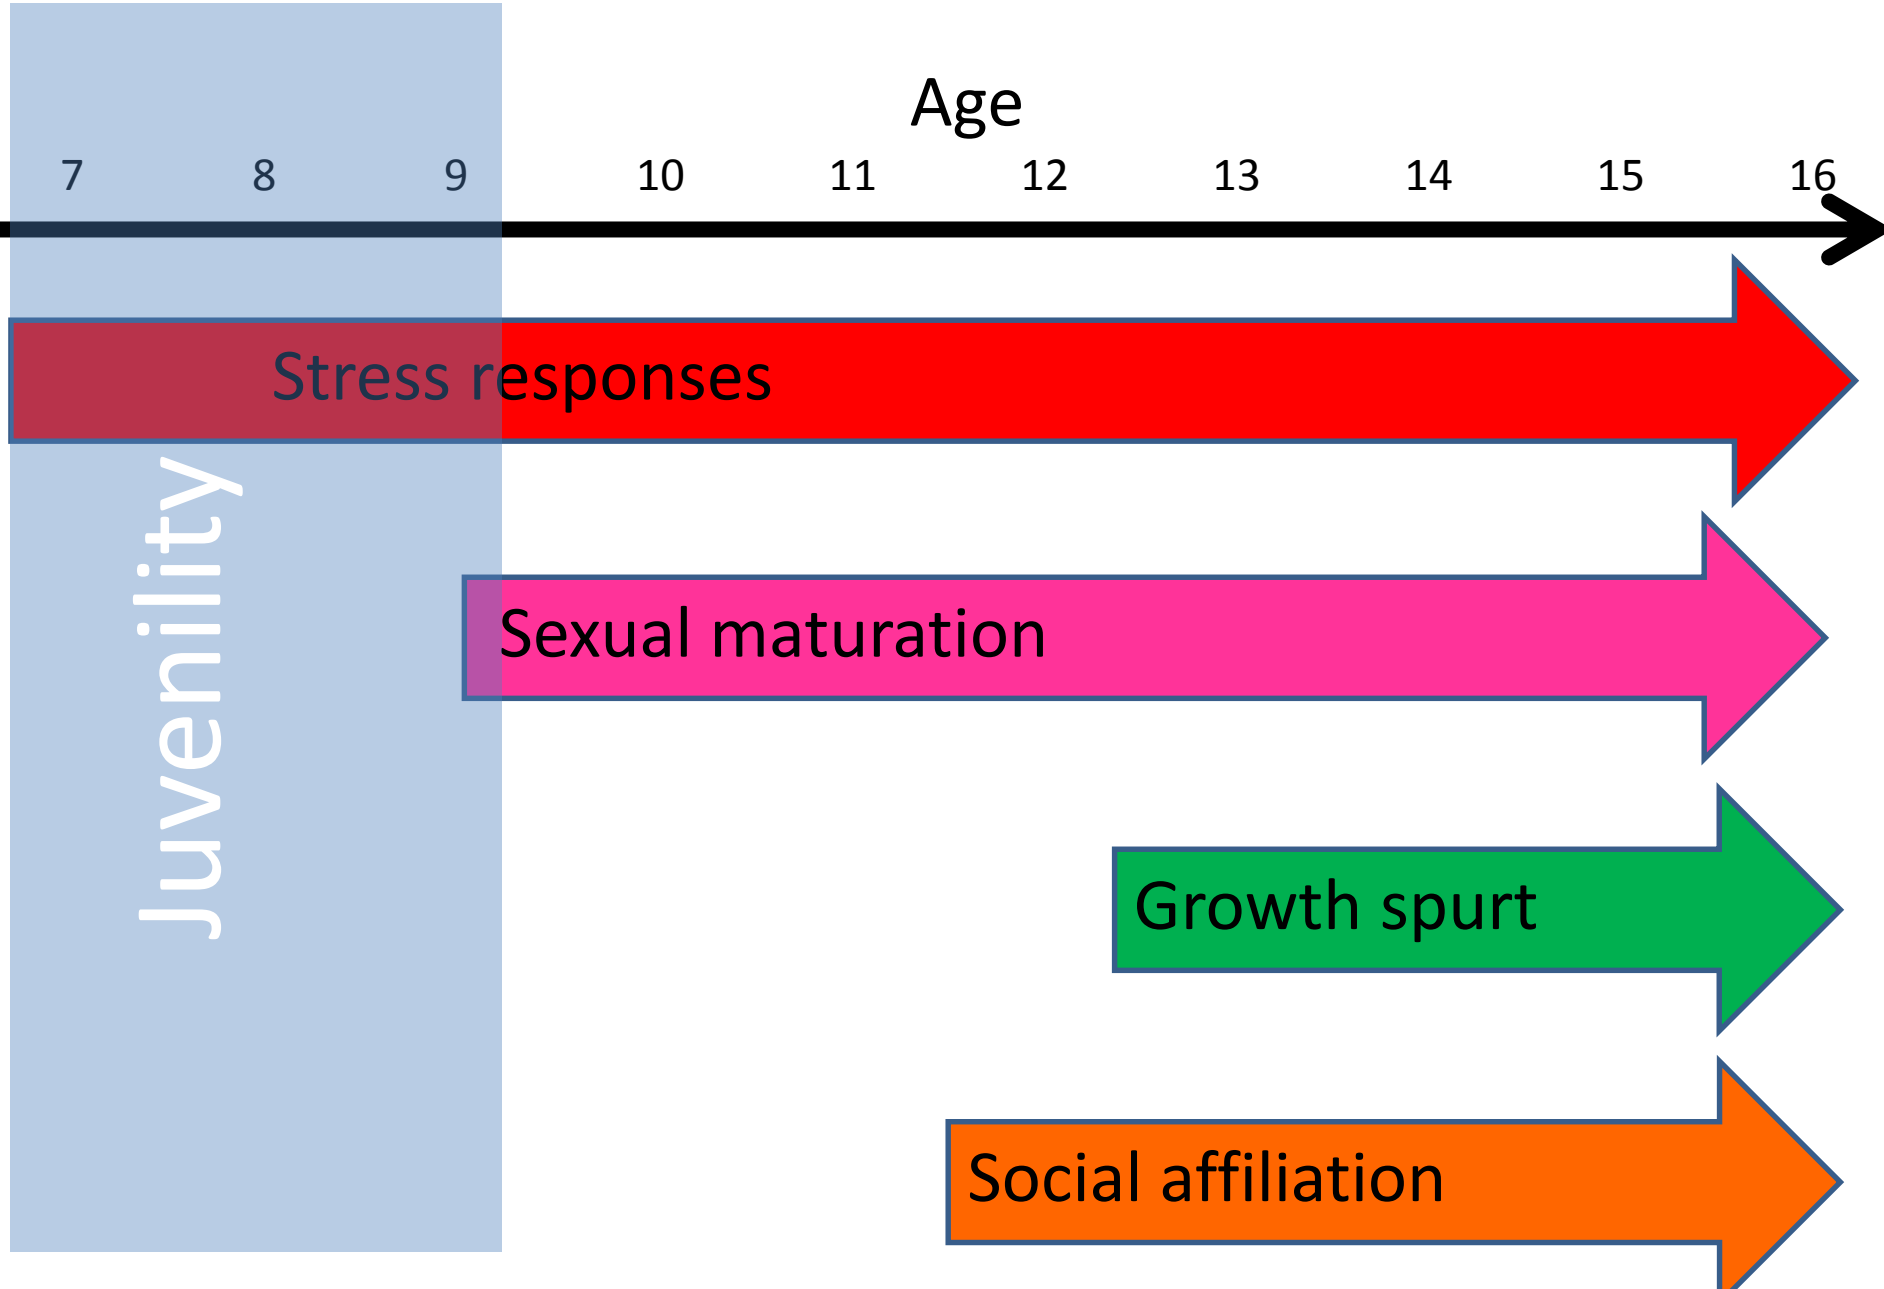 Age
7 8 9 10 11 12 13 14 15 16
Stress responses
Juvenility
Sexual maturation
Growth spurt
Social affiliation